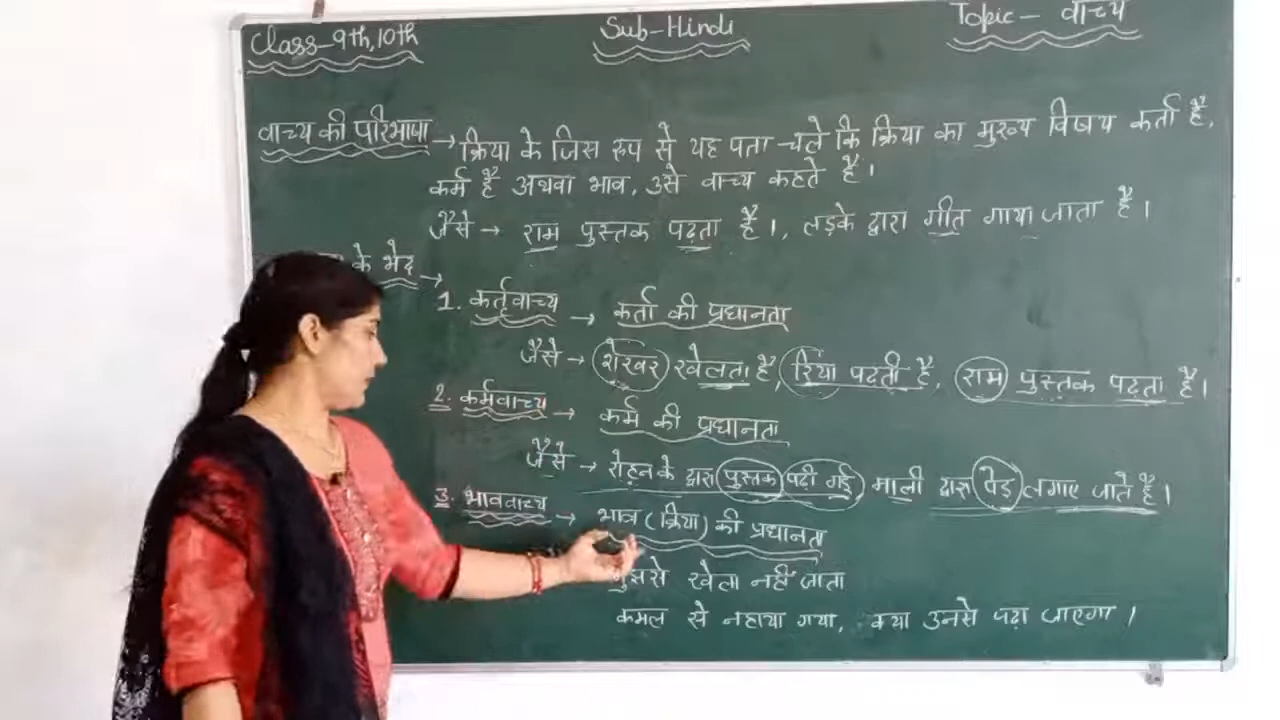 Class-9th,10th
Sub-Hindi
Topic- वाच्य
वाच्य की परिभाषा → क्रिया के जिस रुप से यह पता चले कि क्रिया का मुख्य विषय कर्ता है,
कर्म है अथवा भाव, उसे वाच्य कहते है।
जैसे → राम पुस्तक पढ़ता है।, लड़के द्वारा गीत गाया जाता है।
के भेद →
1. कर्तृवाच्य → कर्ता की प्रधानता
जैसे → शेखर खेलता है, रिया पढती है, राम पुस्तक पढ़ता है।
2. कर्मवाच्य → कर्म की प्रधानता
जैसे → रोहन के द्वारा पुस्तक पढ़ी गई, माली द्वारा पेड़ लगाए जाते है।
3. भाववाच्य → भाव (क्रिया) की प्रधानता
मुझसे खेला नहीं जाता
कमल से नहाया गया, क्या उनसे पढ़ा जाएगा।